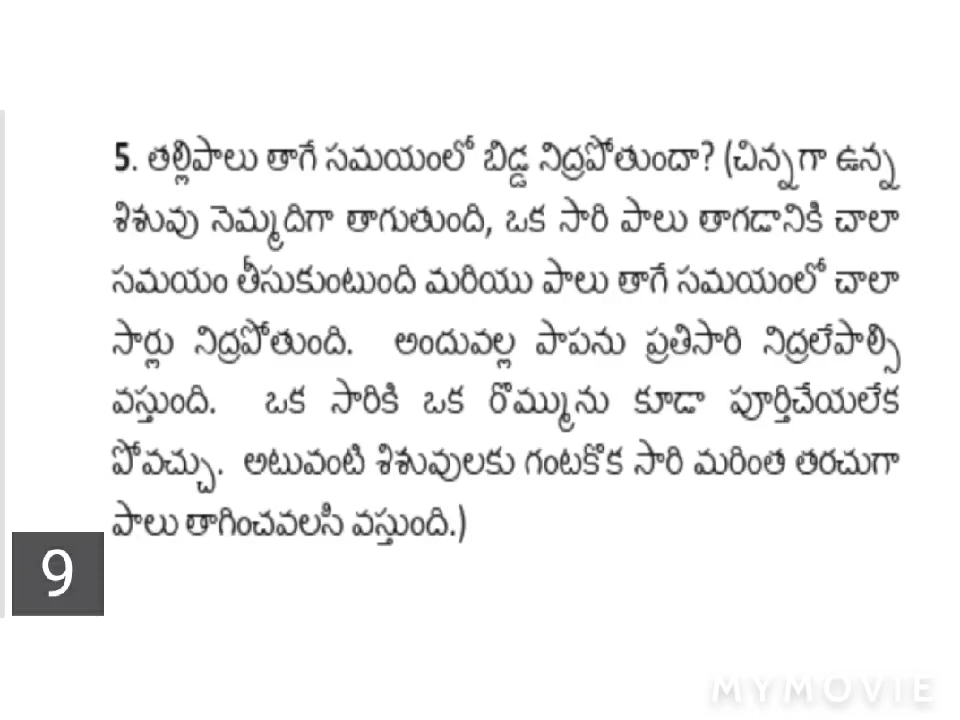 5. తల్లిపాలు తాగే సమయంలో బిడ్డ నిద్రపోతుందా? (చిన్నగా ఉన్న
శిశువు నెమ్మదిగా తాగుతుంది, ఒక సారి పాలు తాగడానికి చాలా
సమయం తీసుకుంటుంది మరియు పాలు తాగే సమయంలో చాలా
సార్లు నిద్రపోతుంది. అందువల్ల పాపను ప్రతిసారి నిద్రలేపాల్సి
వస్తుంది. ఒక సారికి ఒక రొమ్మును కూడా పూర్తిచేయలేక
పోవచ్చు. అటువంటి శిశువులకు గంటకొక సారి మరింత తరచుగా
పాలు తాగించవలసి వస్తుంది.)
9
MYMOVIE